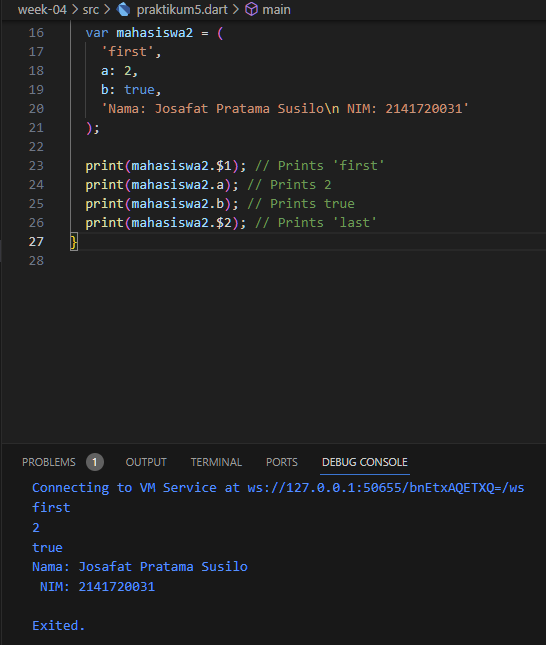 week-04 > src > praktikum5.dart > main
16 var mahasiswa2 = (
17 'first',
18 a: 2,
19 b: true,
20 'Nama: Josafat Pratama Susilo\n NIM: 2141720031'
21 );
22
23 print(mahasiswa2.$1); // Prints 'first'
24 print(mahasiswa2.a); // Prints 2
25 print(mahasiswa2.b); // Prints true
26 print(mahasiswa2.$2); // Prints 'last'
27 }
28
PROBLEMS 1 OUTPUT TERMINAL PORTS DEBUG CONSOLE
Connecting to VM Service at ws://127.0.0.1:50655/bnEtxAQETXQ=/ws
first
2
true
Nama: Josafat Pratama Susilo
NIM: 2141720031
Exited.